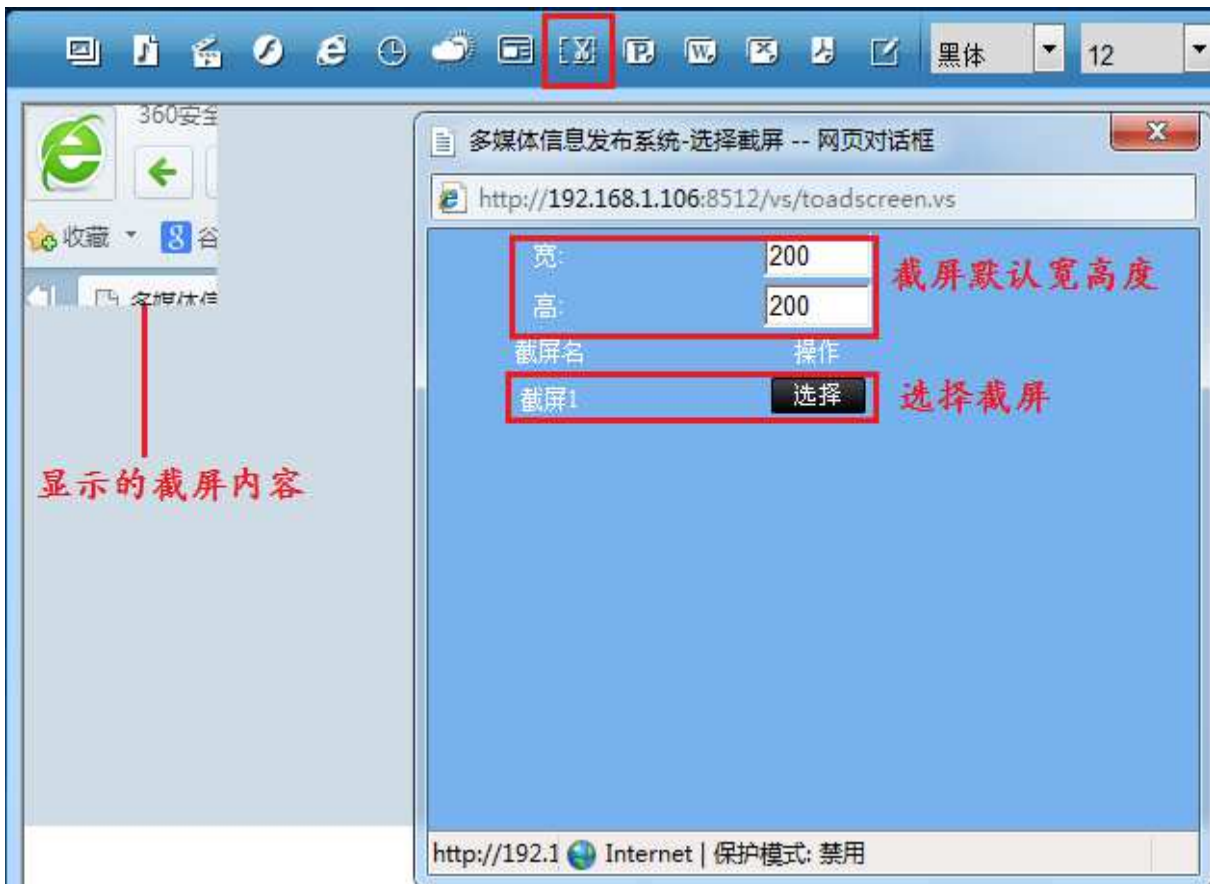 黑体
12
360安全
收藏
谷
多媒体信
显示的截屏内容
多媒体信息发布系统-选择截屏 -- 网页对话框
http://192.168.1.106:8512/vs/toadscreen.vs
宽: 200
高: 200
截屏默认宽高度
截屏名 操作
截屏1 选择
选择截屏
http://192.1 Internet | 保护模式: 禁用